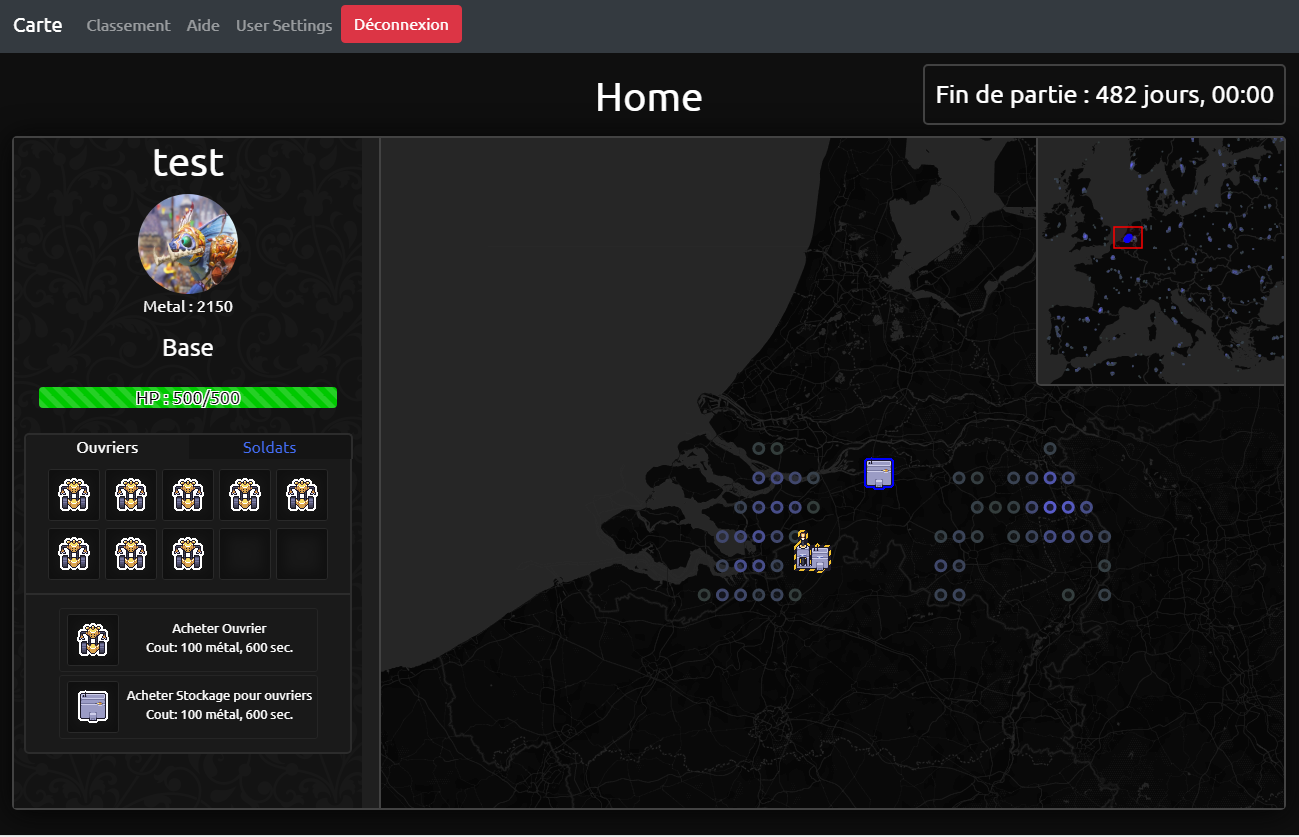 Carte Classement Aide User Settings Déconnexion
Home
Fin de partie : 482 jours, 00:00
test
Metal : 2150
Base
HP : 500/500
Ouvriers Soldats
Acheter Ouvrier
Cout: 100 métal, 600 sec.
Acheter Stockage pour ouvriers
Cout: 100 métal, 600 sec.